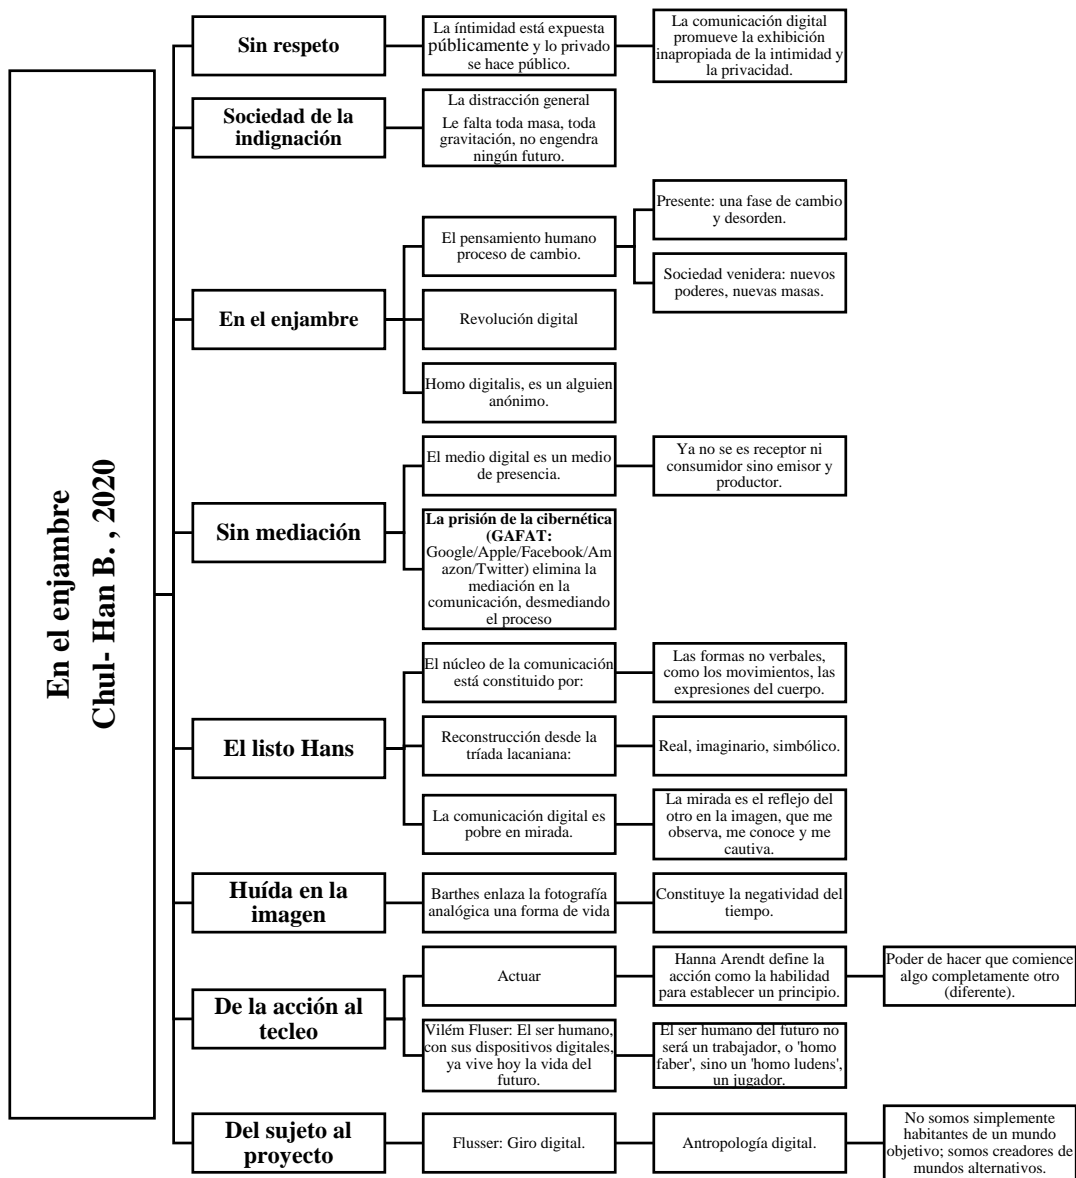 En el enjambre
Chul- Han B. , 2020
Sin respeto
La íntimidad está expuesta
públicamente y lo privado
se hace público.
La comunicación digital
promueve la exhibición
inapropiada de la intimidad y
la privacidad.
Sociedad de la
indignación
La distracción general
Le falta toda masa, toda
gravitación, no engendra
ningún futuro.
En el enjambre
El pensamiento humano
proceso de cambio.
Presente: una fase de cambio
y desorden.
Sociedad venidera: nuevos
poderes, nuevas masas.
Revolución digital
Homo digitalis, es un alguien
anónimo.
Sin mediación
El medio digital es un medio
de presencia.
Ya no se es receptor ni
consumidor sino emisor y
productor.
La prisión de la cibernética
(GAFAT:
Google/Apple/Facebook/Am
azon/Twitter) elimina la
mediación en la
comunicación, desmediando
el proceso
El listo Hans
El núcleo de la comunicación
está constituido por:
Las formas no verbales,
como los movimientos, las
expresiones del cuerpo.
Reconstrucción desde la
tríada lacaniana:
Real, imaginario, simbólico.
La comunicación digital es
pobre en mirada.
La mirada es el reflejo del
otro en la imagen, que me
observa, me conoce y me
cautiva.
Huída en la
imagen
Barthes enlaza la fotografía
analógica una forma de vida
Constituye la negatividad del
tiempo.
De la acción al
tecleo
Actuar
Hanna Arendt define la
acción como la habilidad
para establecer un principio.
Poder de hacer que comience
algo completamente otro
(diferente).
Vilém Fluser: El ser humano,
con sus dispositivos digitales,
ya vive hoy la vida del
futuro.
El ser humano del futuro no
será un trabajador, o 'homo
faber', sino un 'homo ludens',
un jugador.
Del sujeto al
proyecto
Flusser: Giro digital.
Antropología digital.
No somos simplemente
habitantes de un mundo
objetivo; somos creadores de
mundos alternativos.